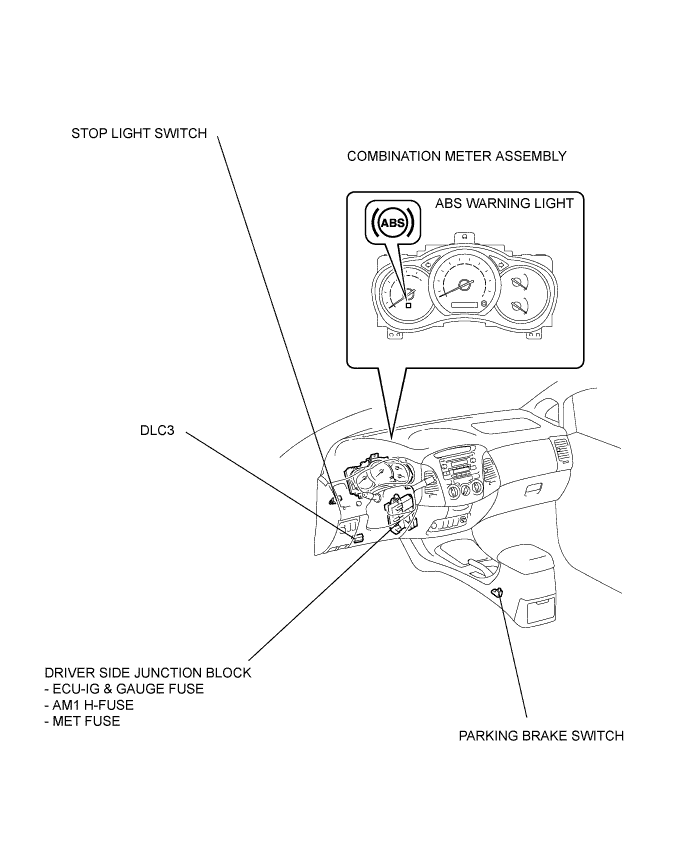 STOP LIGHT SWITCH
COMBINATION METER ASSEMBLY
ABS WARNING LIGHT
ABS
DLC3
DRIVER SIDE JUNCTION BLOCK
- ECU-IG & GAUGE FUSE
- AM1 H-FUSE
- MET FUSE
PARKING BRAKE SWITCH